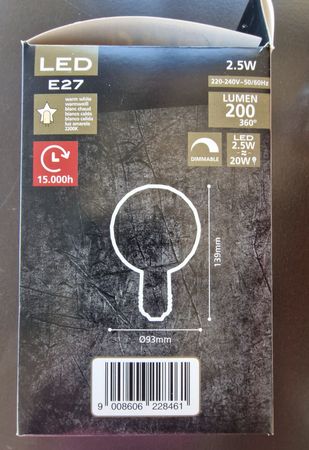 LED
E27
2.5W
220-240V~50/60Hz
warm white
warmweiß
blanc chaud
bianco caldo
blanco cálido
luz amarela
2200K
LUMEN
200
360°
DIMMABLE
LED
2.5W
≈
20W
15.000h
139mm
Ø93mm
9 008606 228461